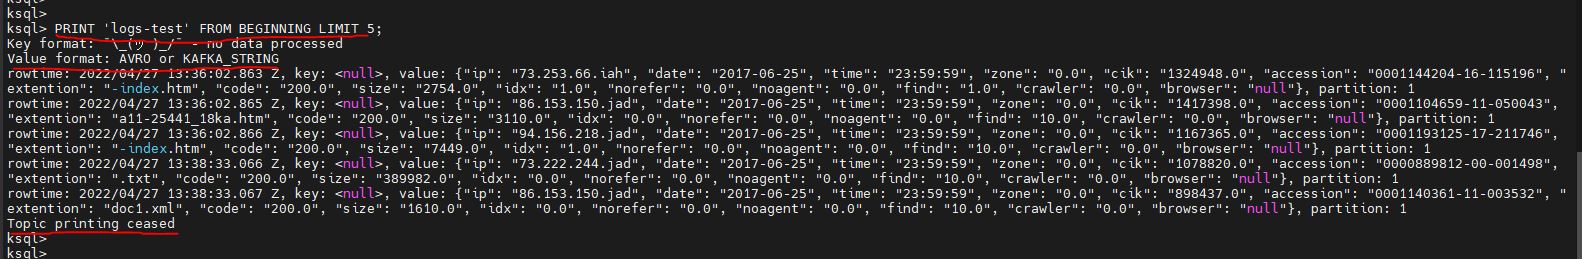 ksql>
ksql>
ksql> PRINT 'logs-test' FROM BEGINNING LIMIT 5;
Key format: ¯\_(ツ)_/¯ - no data processed
Value format: AVRO or KAFKA_STRING
rowtime: 2022/04/27 13:36:02.863 Z, key: <null>, value: {"ip": "73.253.66.iah", "date": "2017-06-25", "time": "23:59:59", "zone": "0.0", "cik": "1324948.0", "accession": "0001144204-16-115196", "
extention": "-index.htm", "code": "200.0", "size": "2754.0", "idx": "1.0", "norefer": "0.0", "noagent": "0.0", "find": "1.0", "crawler": "0.0", "browser": "null"}, partition: 1
rowtime: 2022/04/27 13:36:02.865 Z, key: <null>, value: {"ip": "86.153.150.jad", "date": "2017-06-25", "time": "23:59:59", "zone": "0.0", "cik": "1417398.0", "accession": "0001104659-11-050043",
"extention": "a11-25441_18ka.htm", "code": "200.0", "size": "3110.0", "idx": "0.0", "norefer": "0.0", "noagent": "0.0", "find": "10.0", "crawler": "0.0", "browser": "null"}, partition: 1
rowtime: 2022/04/27 13:36:02.866 Z, key: <null>, value: {"ip": "94.156.218.jad", "date": "2017-06-25", "time": "23:59:59", "zone": "0.0", "cik": "1167365.0", "accession": "0001193125-17-211746",
"extention": "-index.htm", "code": "200.0", "size": "7449.0", "idx": "1.0", "norefer": "0.0", "noagent": "0.0", "find": "10.0", "crawler": "0.0", "browser": "null"}, partition: 1
rowtime: 2022/04/27 13:38:33.066 Z, key: <null>, value: {"ip": "73.222.244.jad", "date": "2017-06-25", "time": "23:59:59", "zone": "0.0", "cik": "1078820.0", "accession": "0000889812-00-001498",
"extention": ".txt", "code": "200.0", "size": "389982.0", "idx": "0.0", "norefer": "0.0", "noagent": "0.0", "find": "10.0", "crawler": "0.0", "browser": "null"}, partition: 1
rowtime: 2022/04/27 13:38:33.067 Z, key: <null>, value: {"ip": "86.153.150.jad", "date": "2017-06-25", "time": "23:59:59", "zone": "0.0", "cik": "898437.0", "accession": "0001140361-11-003532", "
extention": "doc1.xml", "code": "200.0", "size": "1610.0", "idx": "0.0", "norefer": "0.0", "noagent": "0.0", "find": "10.0", "crawler": "0.0", "browser": "null"}, partition: 1
Topic printing ceased
ksql>
ksql>